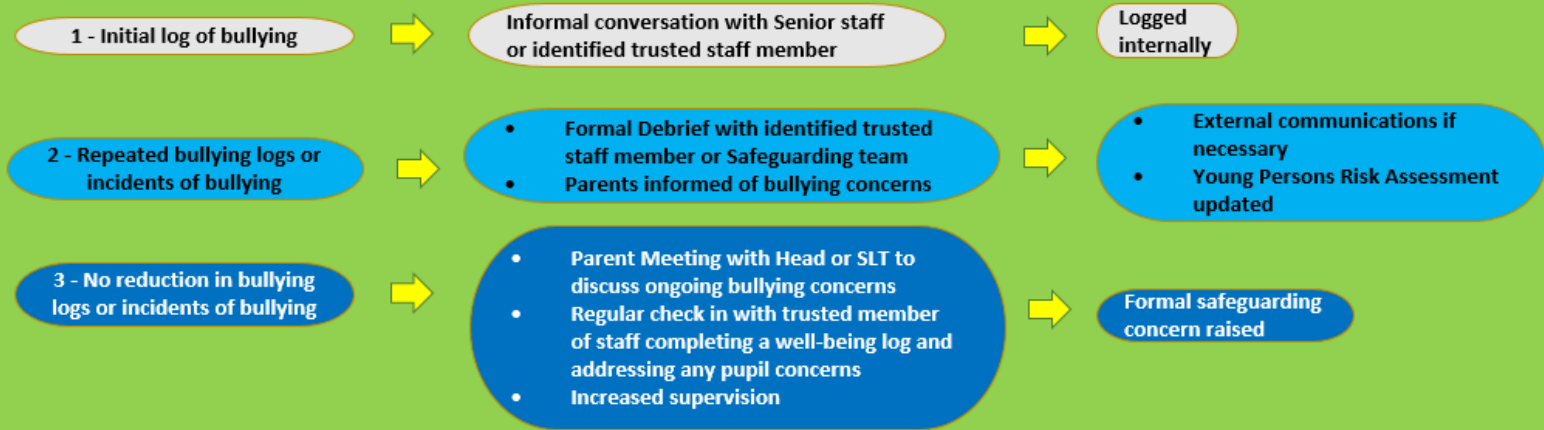 1 - Initial log of bullying
Informal conversation with Senior staff
or identified trusted staff member
Logged
internally
2 - Repeated bullying logs or
incidents of bullying
• Formal Debrief with identified trusted
staff member or Safeguarding team
• Parents informed of bullying concerns
• External communications if
necessary
• Young Persons Risk Assessment
updated
3 - No reduction in bullying
logs or incidents of bullying
• Parent Meeting with Head or SLT to
discuss ongoing bullying concerns
• Regular check in with trusted member
of staff completing a well-being log and
addressing any pupil concerns
• Increased supervision
Formal safeguarding
concern raised